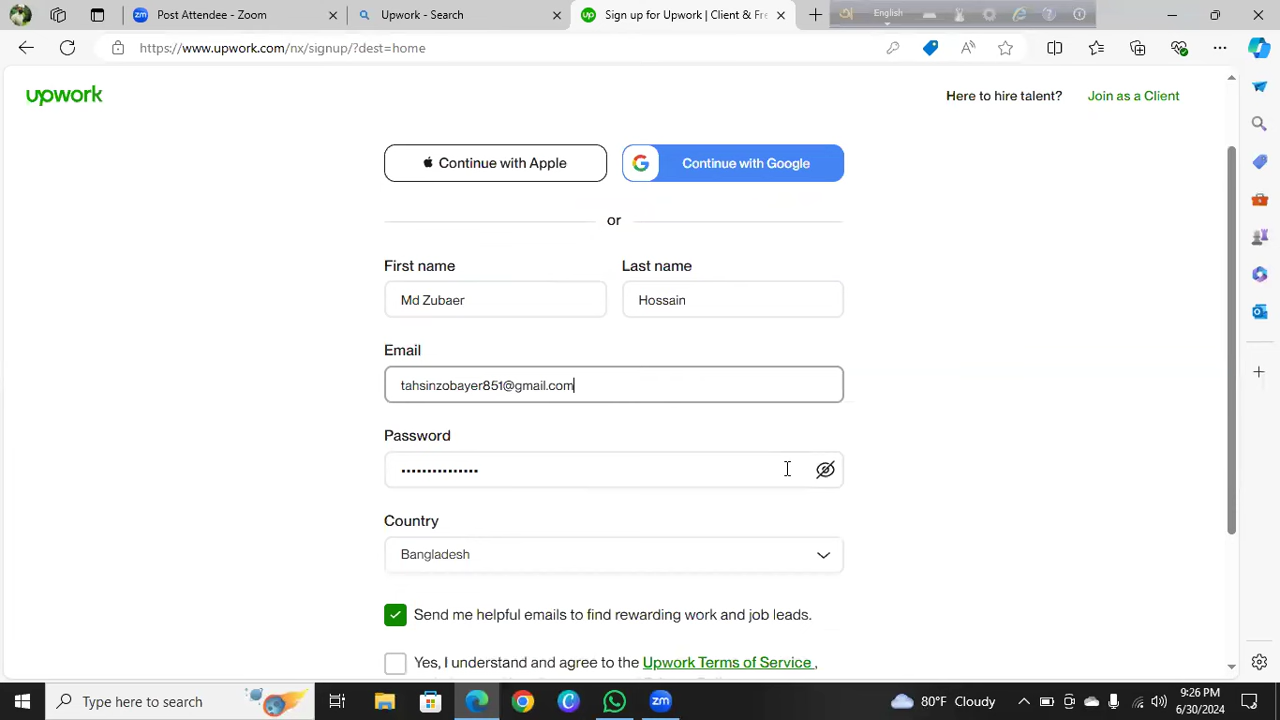 Post Attendee - Zoom
Upwork - Search
up
Sign up for Upwork | Client & Fre
English
https://www.upwork.com/nx/signup/?dest=home
upwork
Here to hire talent?
Join as a Client
Continue with Apple
Continue with Google
or
First name
Last name
Md Zubaer
Hossain
Email
tahsinzobayer851@gmail.com
Password
Country
Bangladesh
Send me helpful emails to find rewarding work and job leads.
Yes, I understand and agree to the Upwork Terms of Service ,
Type here to search
zm
80°F Cloudy
9:26 PM
6/30/2024